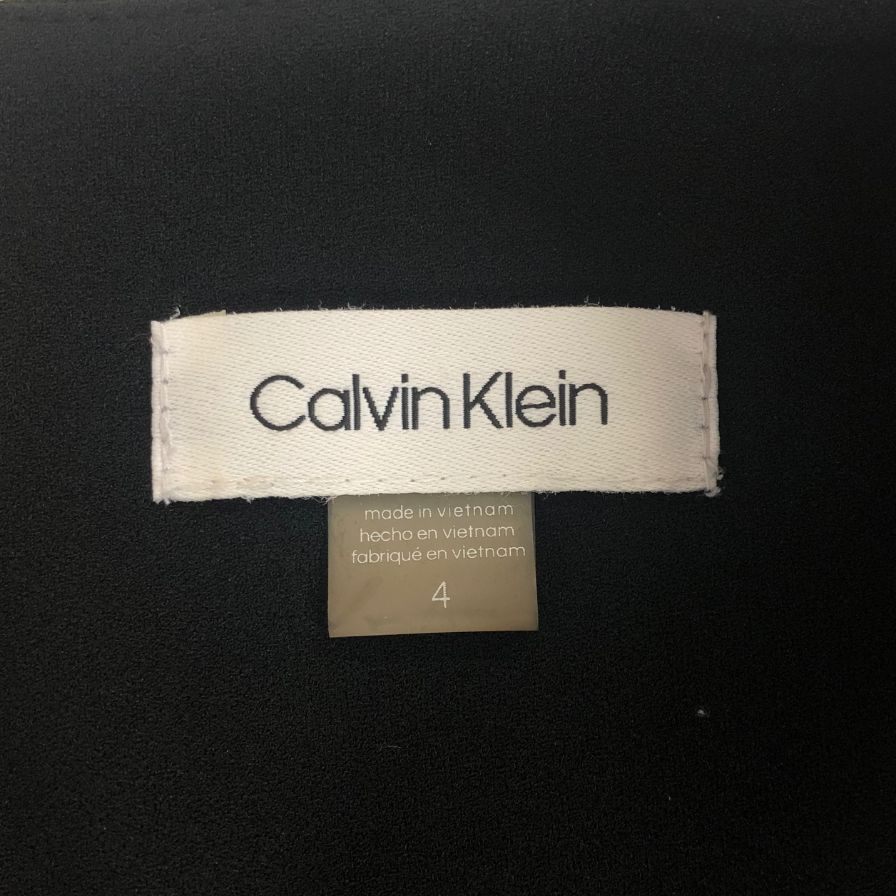 Calvin Klein
made in vietnam
hecho en vietnam
fabriqué en vietnam
4